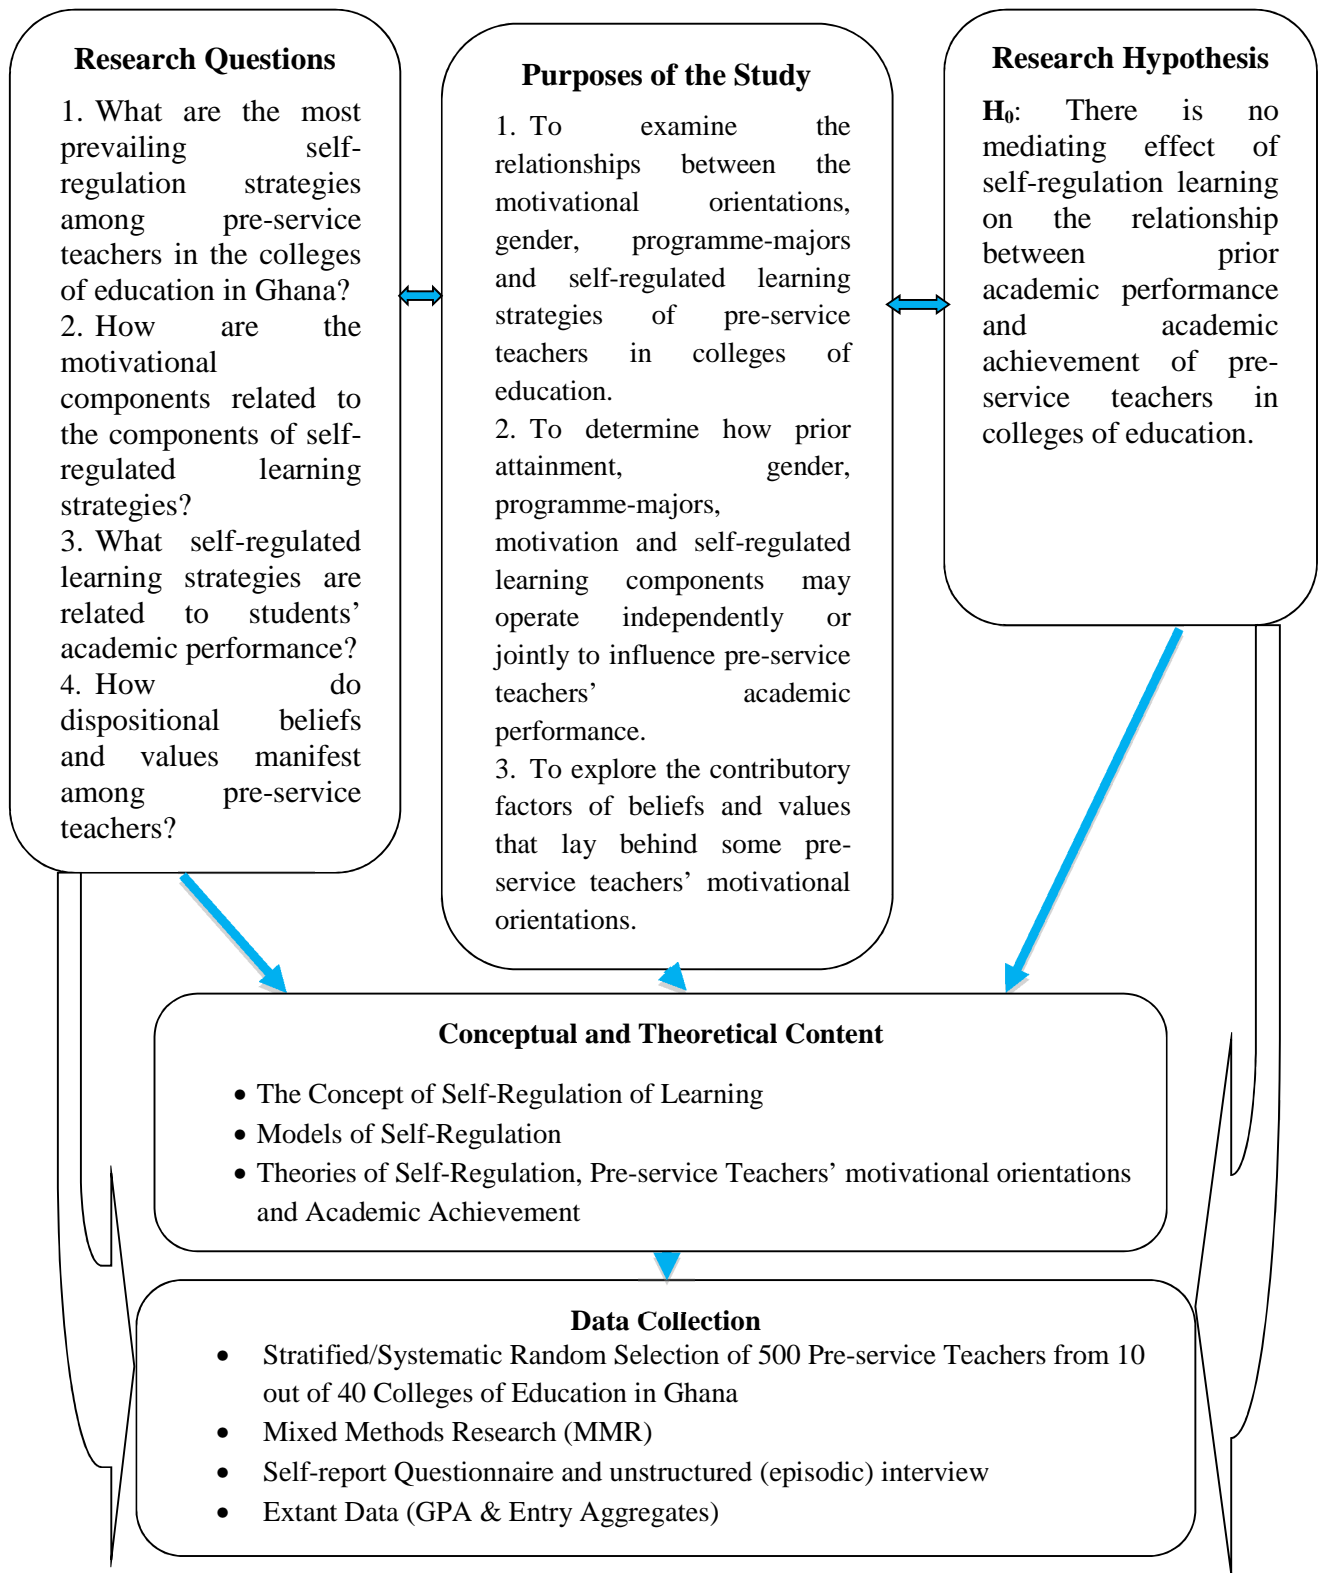 Research Questions
1. What are the most
prevailing self-
regulation strategies
among pre-service
teachers in the colleges
of education in Ghana?
2. How are the
motivational
components related to
the components of self-
regulated learning
strategies?
3. What self-regulated
learning strategies are
related to students’
academic performance?
4. How do
dispositional beliefs
and values manifest
among pre-service
teachers?
Purposes of the Study
1. To examine the
relationships between the
motivational orientations,
gender, programme-majors
and self-regulated learning
strategies of pre-service
teachers in colleges of
education.
2. To determine how prior
attainment, gender,
programme-majors,
motivation and self-regulated
learning components may
operate independently or
jointly to influence pre-service
teachers’ academic
performance.
3. To explore the contributory
factors of beliefs and values
that lay behind some pre-
service teachers’ motivational
orientations.
Research Hypothesis
H0: There is no
mediating effect of
self-regulation learning
on the relationship
between prior
academic performance
and academic
achievement of pre-
service teachers in
colleges of education.
Conceptual and Theoretical Content
• The Concept of Self-Regulation of Learning
• Models of Self-Regulation
• Theories of Self-Regulation, Pre-service Teachers’ motivational orientations
and Academic Achievement
Data Collection
• Stratified/Systematic Random Selection of 500 Pre-service Teachers from 10
out of 40 Colleges of Education in Ghana
• Mixed Methods Research (MMR)
• Self-report Questionnaire and unstructured (episodic) interview
• Extant Data (GPA & Entry Aggregates)